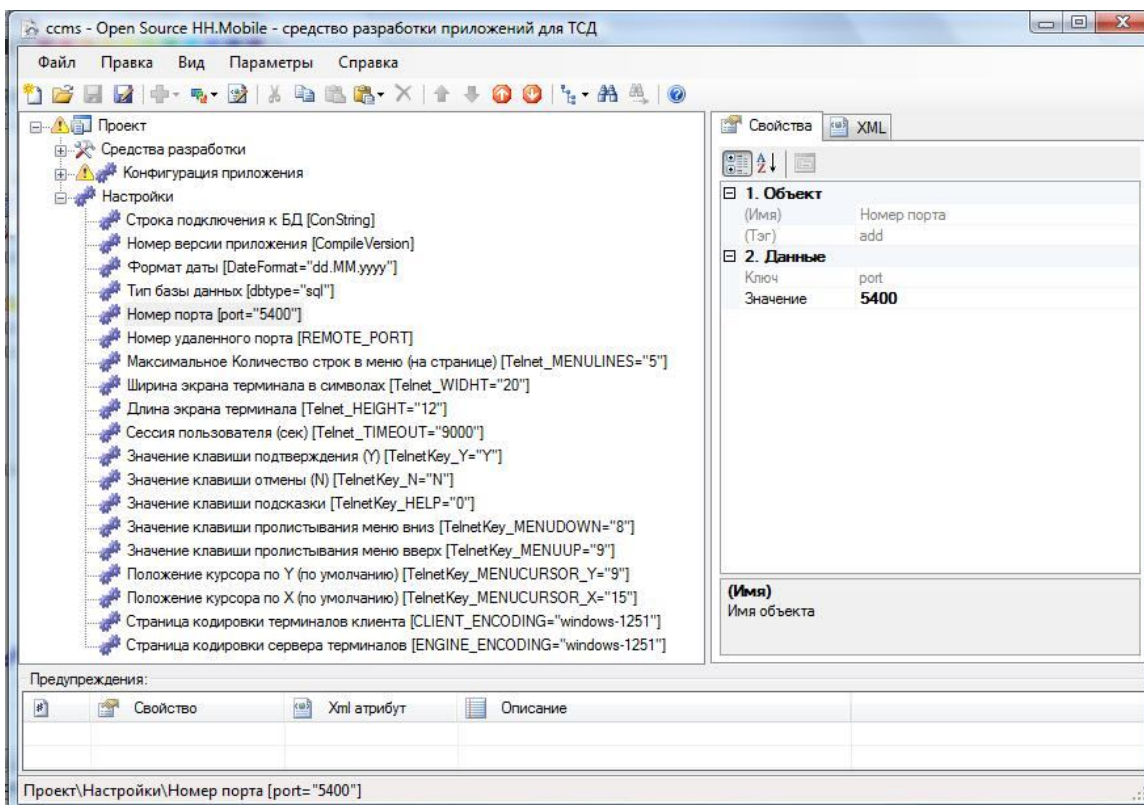 ccms - Open Source HH.Mobile - средство разработки приложений для ТСД
Файл Правка Вид Параметры Справка
Проект
Средства разработки
Конфигурация приложения
Настройки
Строка подключения к БД [ConString]
Номер версии приложения [CompileVersion]
Формат даты [DateFormat="dd.MM.yyyy"]
Тип базы данных [dbtype="sql"]
Номер порта [port="5400"]
Номер удаленного порта [REMOTE_PORT]
Максимальное Количество строк в меню (на странице) [Telnet_MENULINES="5"]
Ширина экрана терминала в символах [Telnet_WIDHT="20"]
Длина экрана терминала [Telnet_HEIGHT="12"]
Сессия пользователя (сек) [Telnet_TIMEOUT="9000"]
Значение клавиши подтверждения (Y) [TelnetKey_Y="Y"]
Значение клавиши отмены (N) [TelnetKey_N="N"]
Значение клавиши подсказки [TelnetKey_HELP="0"]
Значение клавиши пролистывания меню вниз [TelnetKey_MENUDOWN="8"]
Значение клавиши пролистывания меню вверх [TelnetKey_MENUUP="9"]
Положение курсора по Y (по умолчанию) [TelnetKey_MENUCURSOR_Y="9"]
Положение курсора по X (по умолчанию) [TelnetKey_MENUCURSOR_X="15"]
Страница кодировки терминалов клиента [CLIENT_ENCODING="windows-1251"]
Страница кодировки сервера терминалов [ENGINE_ENCODING="windows-1251"]
Свойства XML
1. Объект
(Имя) Номер порта
(Тэг) add
2. Данные
Ключ port
Значение 5400
(Имя)
Имя объекта
Предупреждения:
# Свойство Xml атрибут Описание
Проект\Настройки\Номер порта [port="5400"]